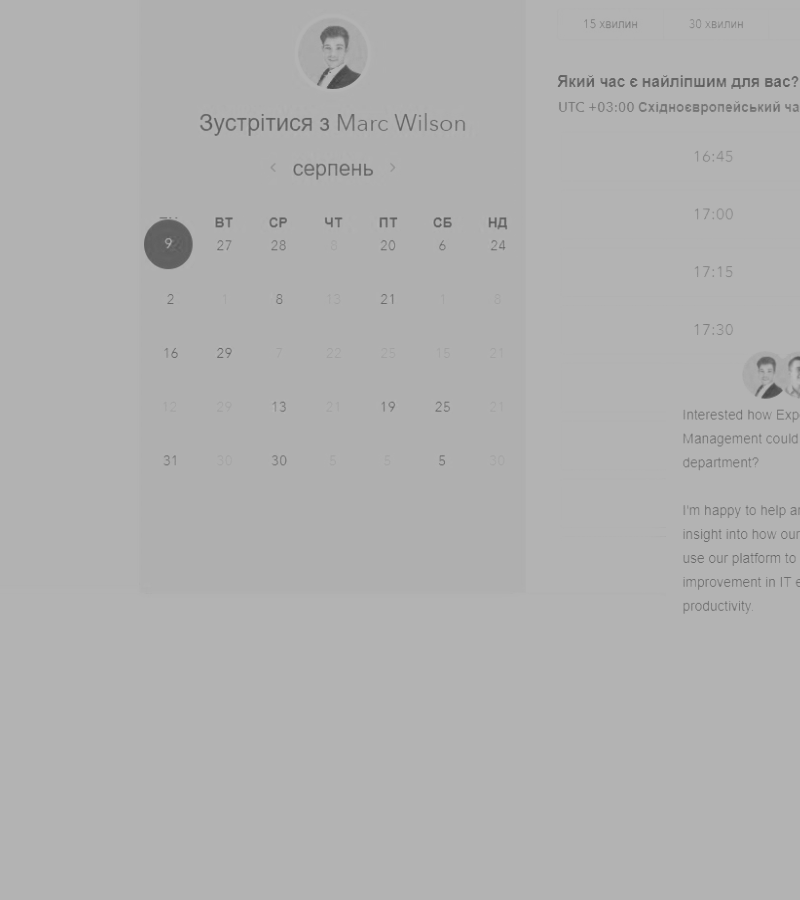 Зустрітися з Marc Wilson
серпень
ВТ СР ЧТ ПТ СБ НД
9 27 28 8 20 6 24
2 1 8 13 21 1 8
16 29 7 22 25 15 21
12 29 13 21 19 25 21
31 30 30 5 5 5 30
15 хвилин 30 хвилин
Який час є найліпшим для вас?
UTC +03:00 Східноєвропейський ча
16:45
17:00
17:15
17:30
Interested how Exp
Management could
department?
I'm happy to help a
insight into how our
use our platform to
improvement in IT e
productivity.